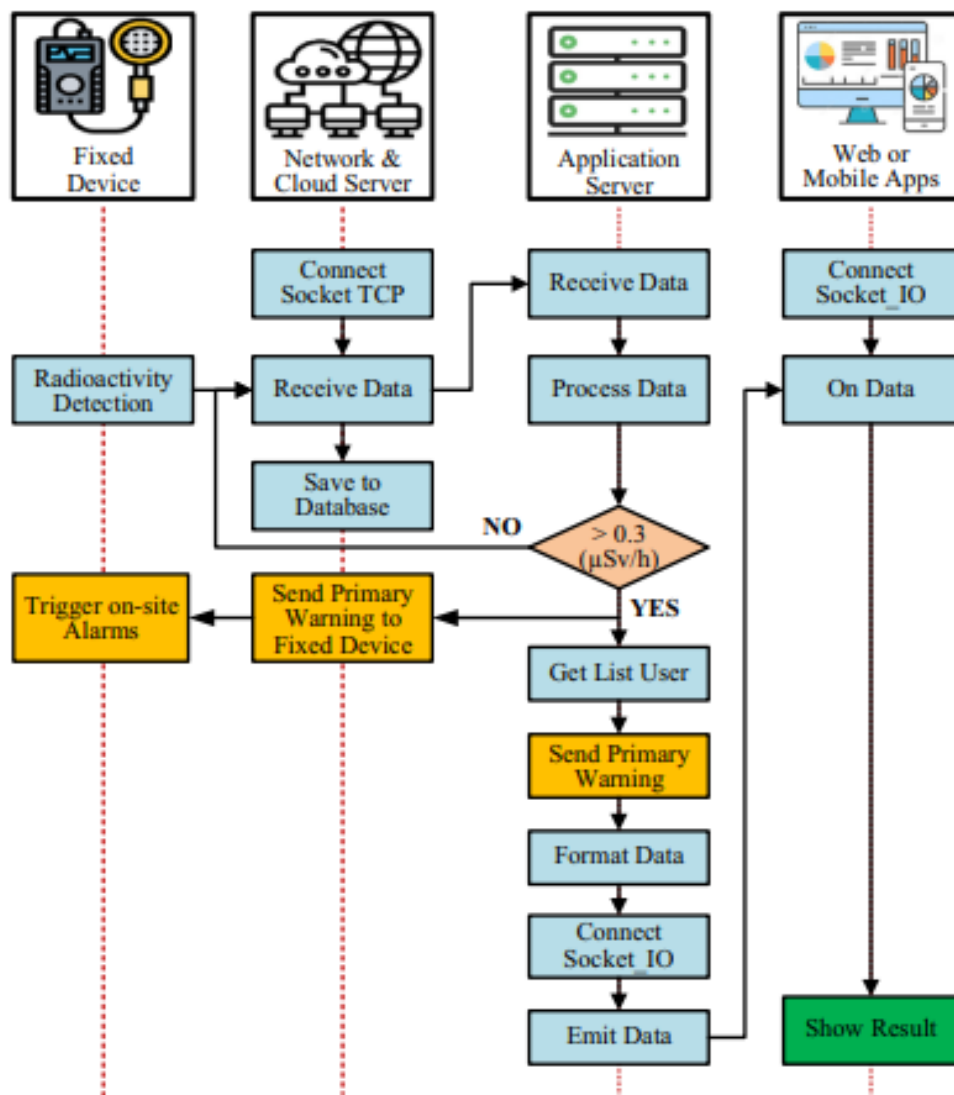 Fixed
Device
Network &
Cloud Server
Application
Server
Web or
Mobile Apps
Connect
Socket TCP
Receive Data
Connect
Socket_IO
Radioactivity
Detection
Receive Data
Process Data
On Data
Save to
Database
NO
> 0.3
(µSv/h)
YES
Trigger on-site
Alarms
Send Primary
Warning to
Fixed Device
Get List User
Send Primary
Warning
Format Data
Connect
Socket_IO
Emit Data
Show Result